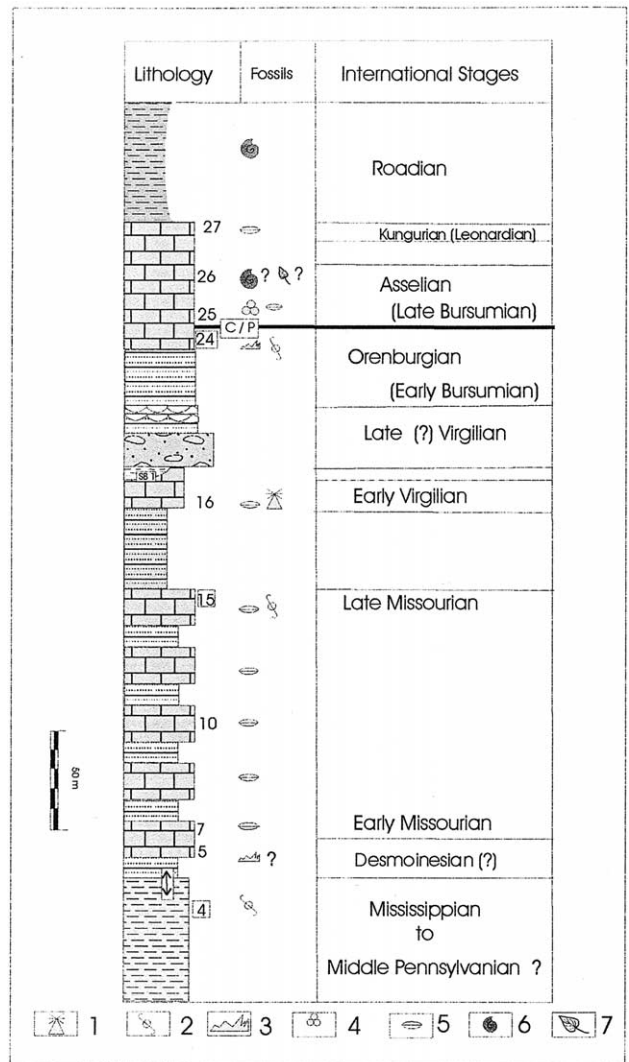 Lithology Fossils International Stages
Roadian
27 Kungurian (Leonardian)
26 ? ? Asselian
25 (Late Bursumian)
C / P
24 Orenburgian
(Early Bursumian)
Late (?) Virgilian
SB 1
16 Early Virgilian
15 Late Missourian
10
50 m
7 Early Missourian
5 ? Desmoinesian (?)
4 Mississippian
to
Middle Pennsylvanian ?
1 2 3 4 5 6 7